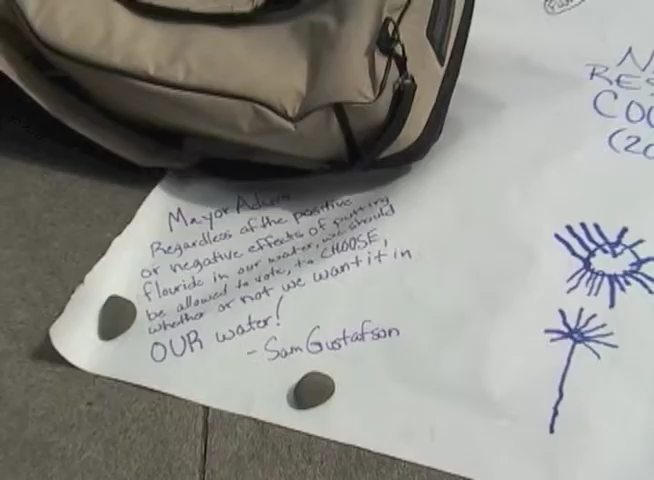 Mayor Adams
Regardless of the positive
or negative effects of putting
flouride in our water, we should
be allowed to vote, to CHOOSE,
whether or not we want it in
OUR water!
- Sam Gustafson